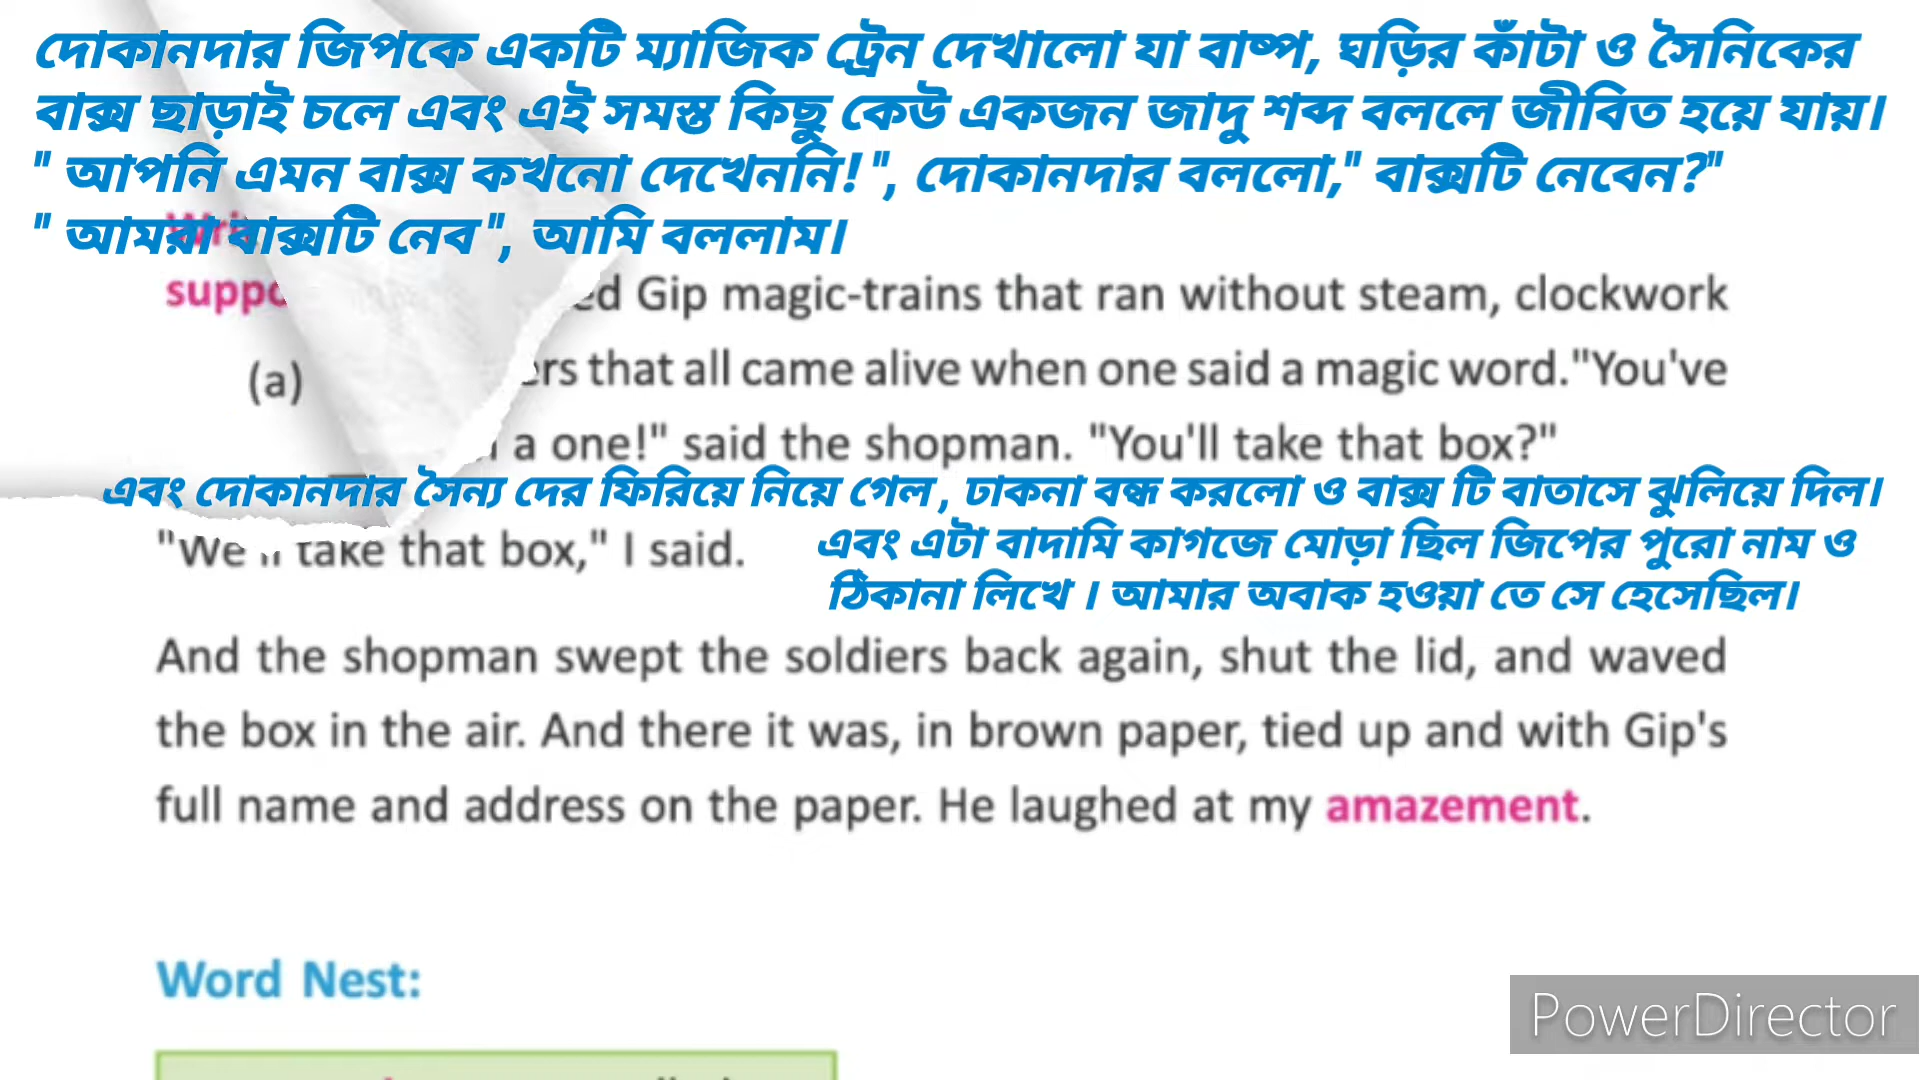 দোকানদার জিপকে একটি ম্যাজিক ট্রেন দেখালো যা বাষ্প, ঘড়ির কাঁটা ও সৈনিকের
বাক্স ছাড়াই চলে এবং এই সমস্ত কিছু কেউ একজন জাদু শব্দ বললে জীবিত হয়ে যায়।
" আপনি এমন বাক্স কখনো দেখেননি! ", দোকানদার বললো," বাক্সটি নেবেন?"
" আমরা বাক্সটি নেব ", আমি বললাম।
Gip magic-trains that ran without steam, clockwork
(a) that all came alive when one said a magic word."You've
a one!" said the shopman. "You'll take that box?"
এবং দোকানদার সৈন্য দের ফিরিয়ে নিয়ে গেল , ঢাকনা বন্ধ করলো ও বাক্স টি বাতাসে ঝুলিয়ে দিল।
"We'll take that box," I said.
এবং এটা বাদামি কাগজে মোড়া ছিল জিপের পুরো নাম ও
ঠিকানা লিখে । আমার অবাক হওয়া তে সে হেসেছিল।
And the shopman swept the soldiers back again, shut the lid, and waved
the box in the air. And there it was, in brown paper, tied up and with Gip's
full name and address on the paper. He laughed at my amazement.
Word Nest:
PowerDirector